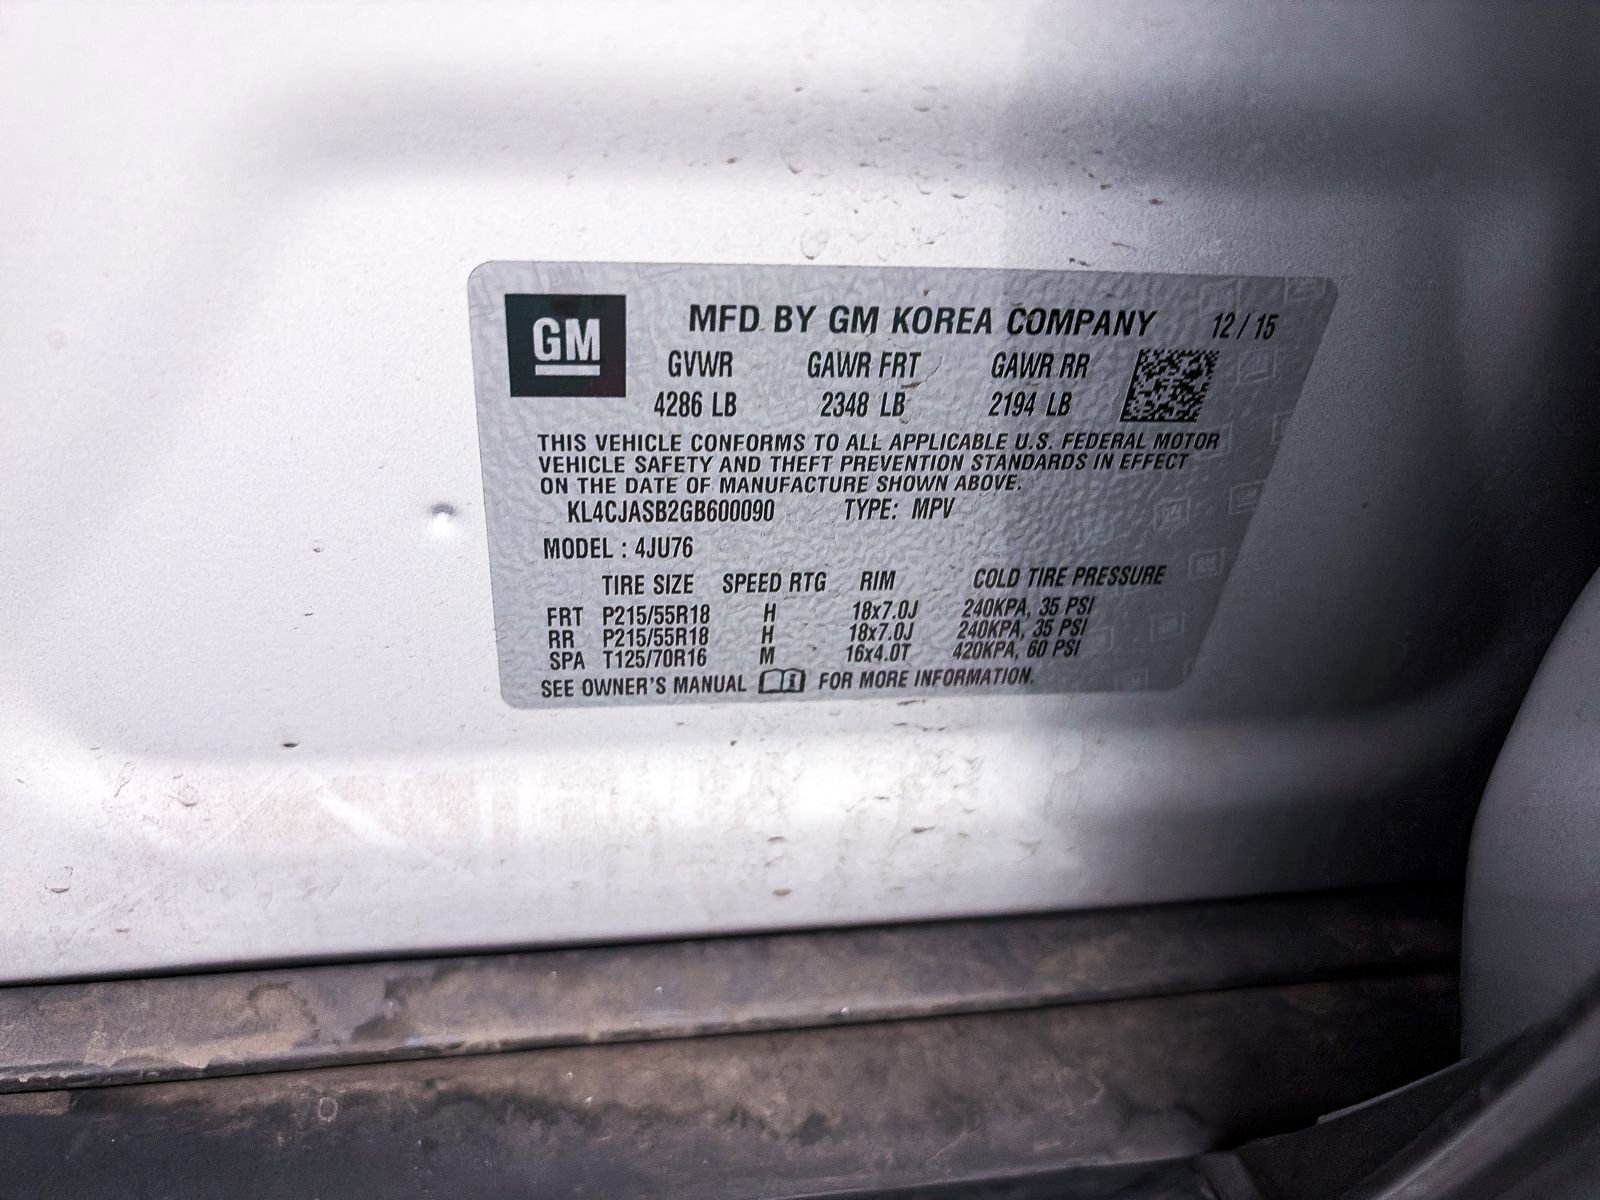 GM
MFD BY GM KOREA COMPANY 12/15
GVWR GAWR FRT GAWR RR
4286 LB 2348 LB 2194 LB
THIS VEHICLE CONFORMS TO ALL APPLICABLE U.S. FEDERAL MOTOR
VEHICLE SAFETY AND THEFT PREVENTION STANDARDS IN EFFECT
ON THE DATE OF MANUFACTURE SHOWN ABOVE.
KL4CJASB2GB600090 TYPE: MPV
MODEL : 4JU76
TIRE SIZE SPEED RTG RIM COLD TIRE PRESSURE
FRT P215/55R18 H 18x7.0J 240KPA, 35 PSI
RR P215/55R18 H 18x7.0J 240KPA, 35 PSI
SPA T125/70R16 M 16x4.0T 420KPA, 60 PSI
SEE OWNER'S MANUAL FOR MORE INFORMATION.